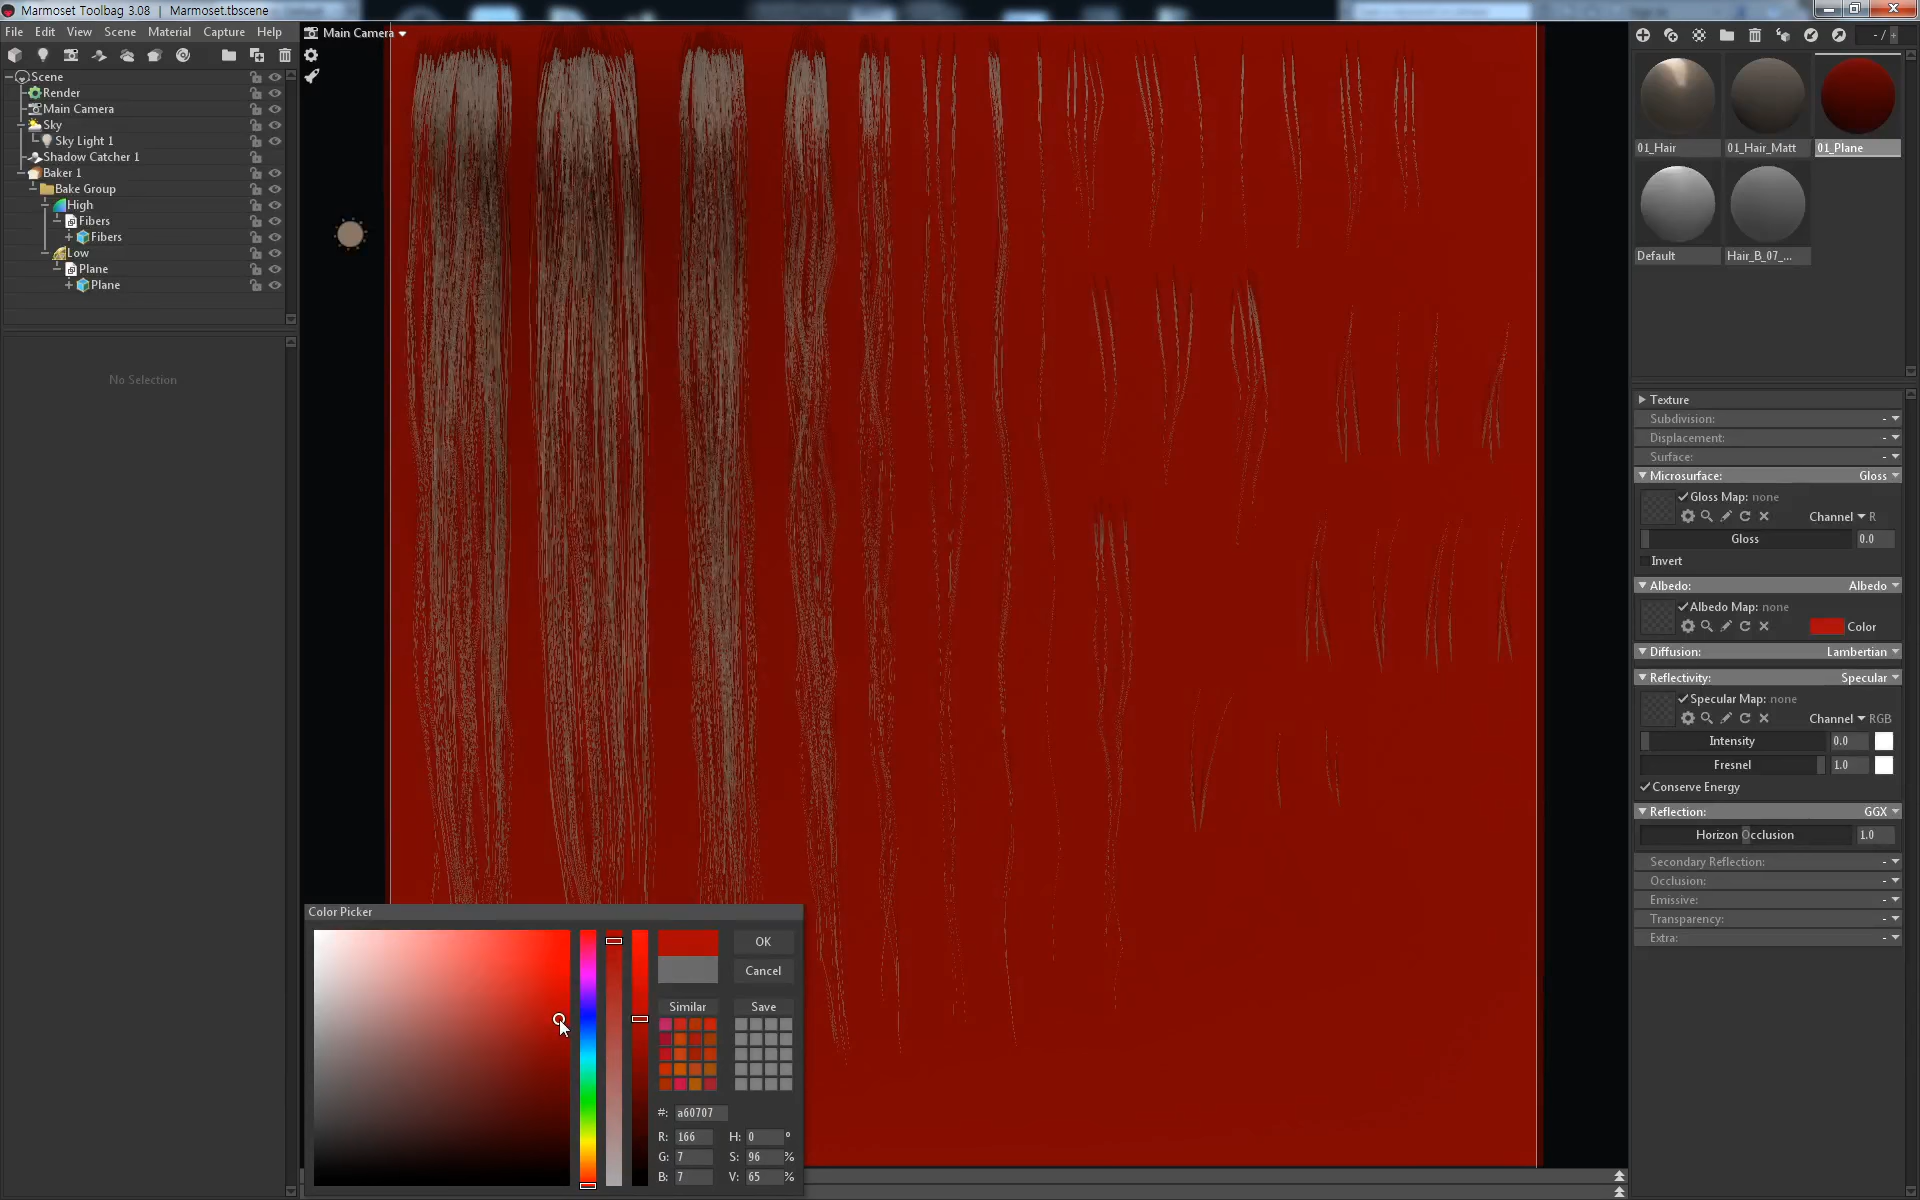 Marmoset Toolbag 3.08 | Marmoset.tbscene
File Edit View Scene Material Capture Help
Main Camera
- / +
Scene
Render
Main Camera
Sky
Sky Light 1
Shadow Catcher 1
Baker 1
Bake Group
High
Fibers
Fibers
Low
Plane
Plane
No Selection
01_Hair 01_Hair_Matt 01_Plane
Default Hair_B_07_...
Texture
Subdivision: -
Displacement: -
Surface: -
Microsurface: Gloss
Gloss Map: none
Channel R
Gloss 0.0
Invert
Albedo: Albedo
Albedo Map: none
Color
Diffusion: Lambertian
Reflectivity: Specular
Specular Map: none
Channel RGB
Intensity 0.0
Fresnel 1.0
Conserve Energy
Reflection: GGX
Horizon Occlusion 1.0
Secondary Reflection: -
Occlusion: -
Emissive: -
Transparency: -
Extra: -
Color Picker
OK
Cancel
Similar Save
#: a60707
R: 166 H: 0 °
G: 7 S: 96 %
B: 7 V: 65 %